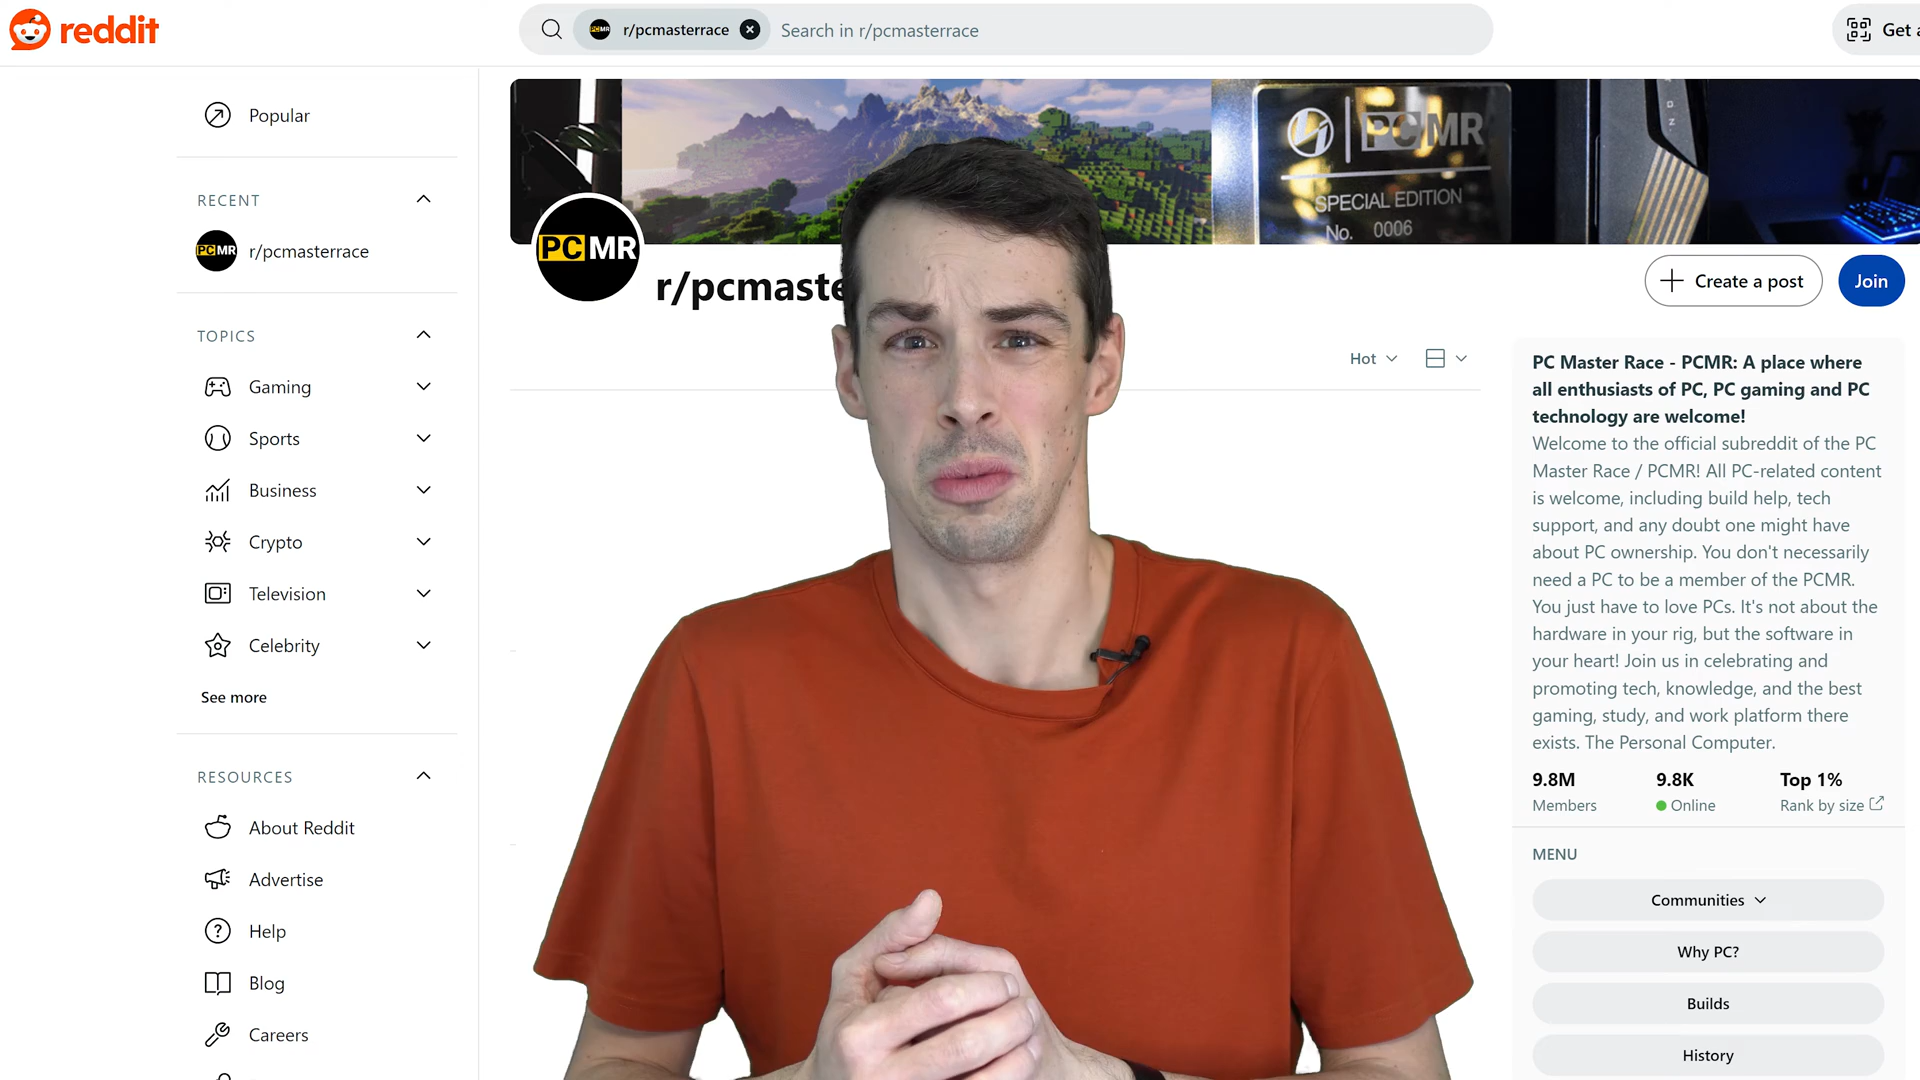 reddit
r/pcmasterrace
Search in r/pcmasterrace
Get
Popular
RECENT
PCMR
r/pcmasterrace
TOPICS
Gaming
Sports
Business
Crypto
Television
Celebrity
See more
RESOURCES
About Reddit
Advertise
Help
Blog
Careers
PCMR
SPECIAL EDITION
No. 0006
PCMR
r/pcmaste
Create a post
Join
Hot
PC Master Race - PCMR: A place where
all enthusiasts of PC, PC gaming and PC
technology are welcome!
Welcome to the official subreddit of the PC
Master Race / PCMR! All PC-related content
is welcome, including build help, tech
support, and any doubt one might have
about PC ownership. You don't necessarily
need a PC to be a member of the PCMR.
You just have to love PCs. It's not about the
hardware in your rig, but the software in
your heart! Join us in celebrating and
promoting tech, knowledge, and the best
gaming, study, and work platform there
exists. The Personal Computer.
9.8M 9.8K Top 1%
Members Online Rank by size
MENU
Communities
Why PC?
Builds
History